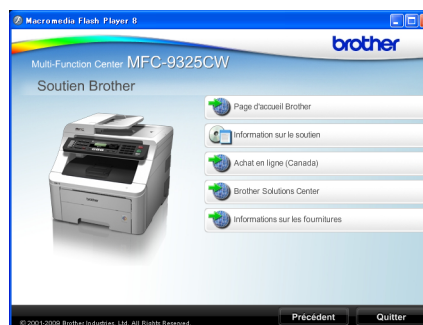 Macromedia Flash Player 8
brother
Multi-Function Center MFC-9325CW
Soutien Brother
Page d'accueil Brother
Information sur le soutien
Achat en ligne (Canada)
Brother Solutions Center
Informations sur les fournitures
© 2001-2009 Brother Industries, Ltd. All Rights Reserved.
Précédent
Quitter